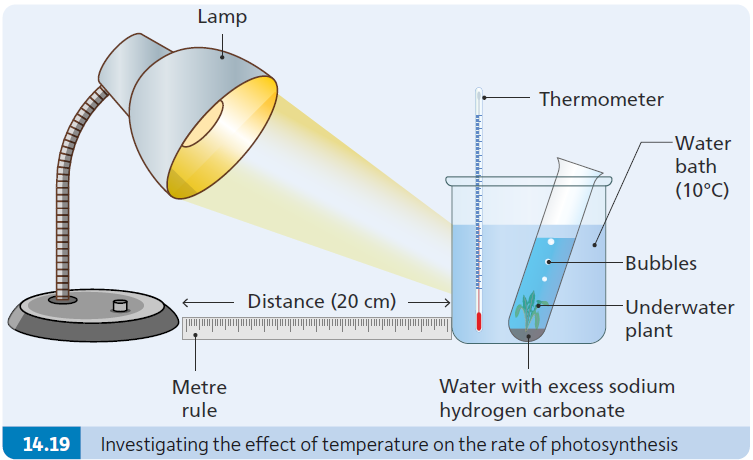 Lamp
Thermometer
Water
bath
(10°C)
Bubbles
Distance (20 cm)
Underwater
plant
Metre
rule
Water with excess sodium
hydrogen carbonate
14.19 Investigating the effect of temperature on the rate of photosynthesis